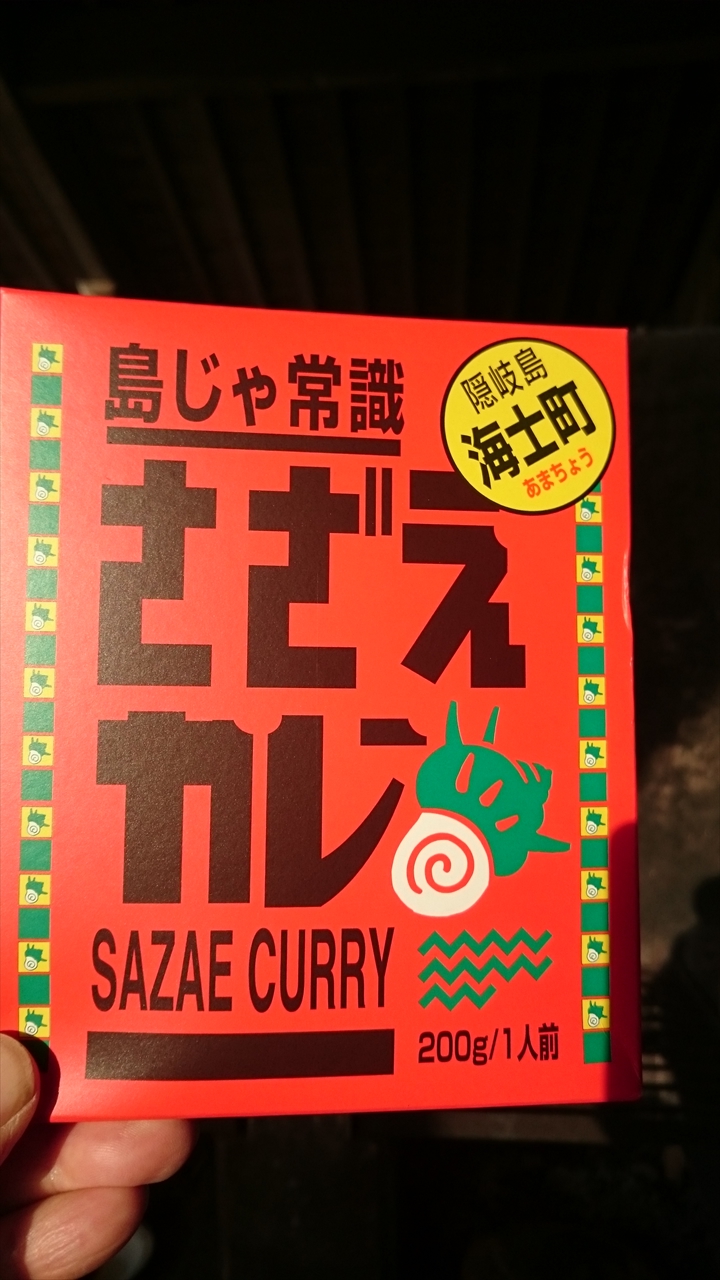 島じゃ常識
隠岐島
海士町
あまちょう
さざえ
カレー
SAZAE CURRY
200g/1人前